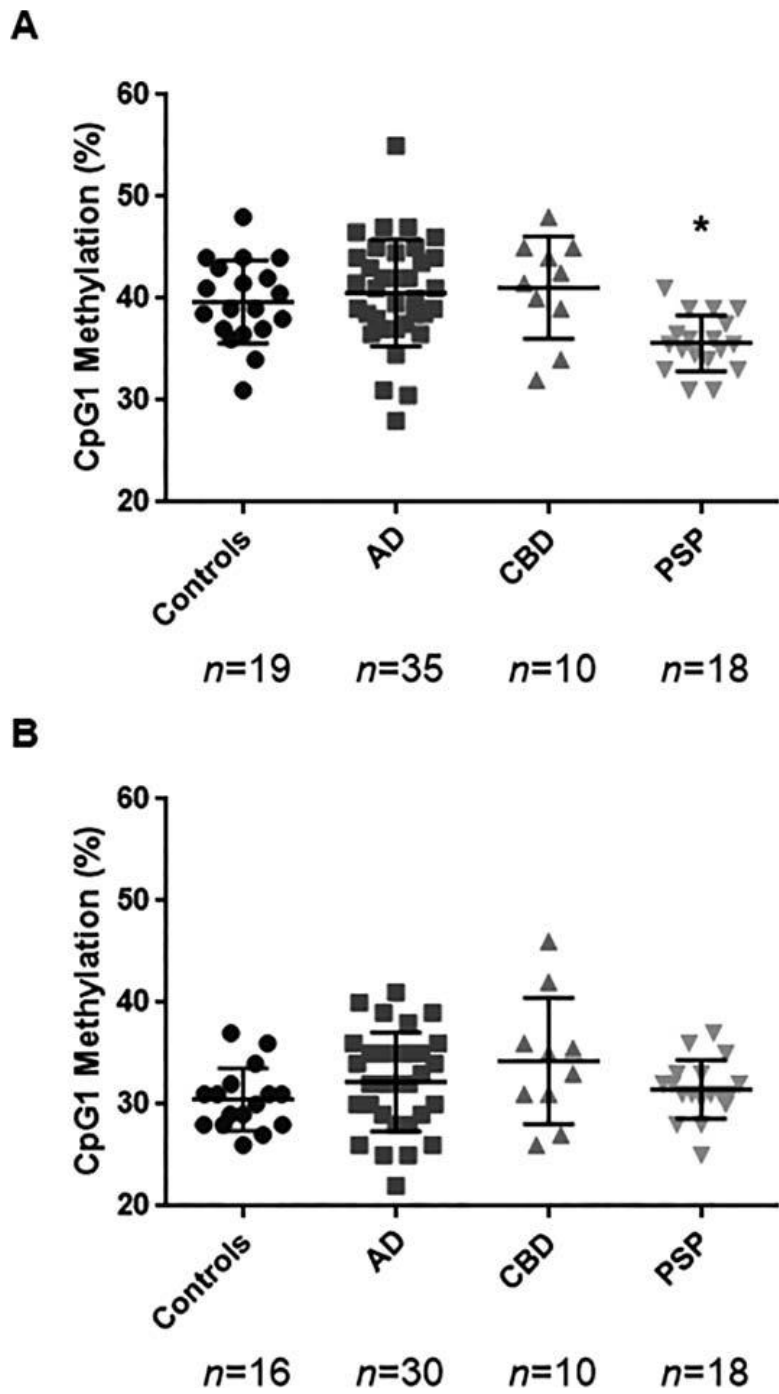 A
CpG1 Methylation (%)
60
50
40
30
20
*
Controls
AD
CBD
PSP
n=19
n=35
n=10
n=18
B
CpG1 Methylation (%)
60
50
40
30
20
Controls
AD
CBD
PSP
n=16
n=30
n=10
n=18